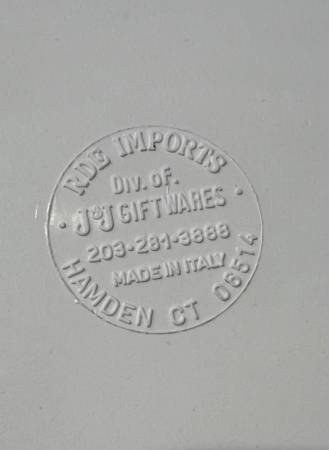 RDE IMPORTS
DIV. OF.
J&J GIFTWARES
203-281-3888
MADE IN ITALY
HAMDEN CT 06514